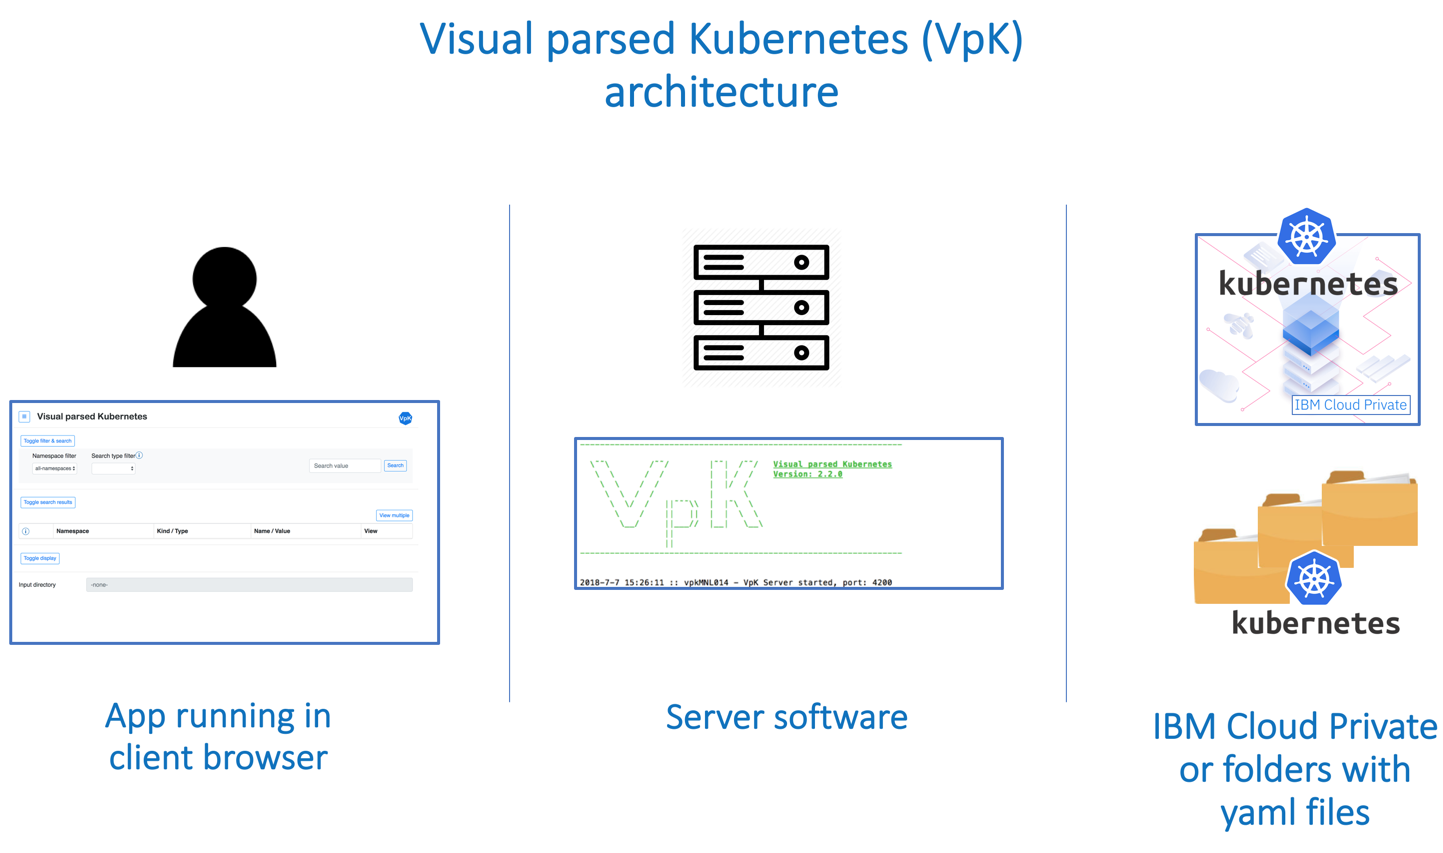 Visual parsed Kubernetes (VpK)
architecture
Visual parsed Kubernetes
VpK
Toggle filter & search
Namespace filter
Search type filter
all-namespaces
Search value
Search
Toggle search results
View multiple
Namespace
Kind / Type
Name / Value
View
Toggle display
Input directory
-none-
App running in
client browser
VpK
Visual parsed Kubernetes
Version: 2.2.0
2018-7-7 15:26:11 :: vpkMNL014 - VpK Server started, port: 4200
Server software
kubernetes
IBM Cloud Private
kubernetes
IBM Cloud Private
or folders with
yaml files